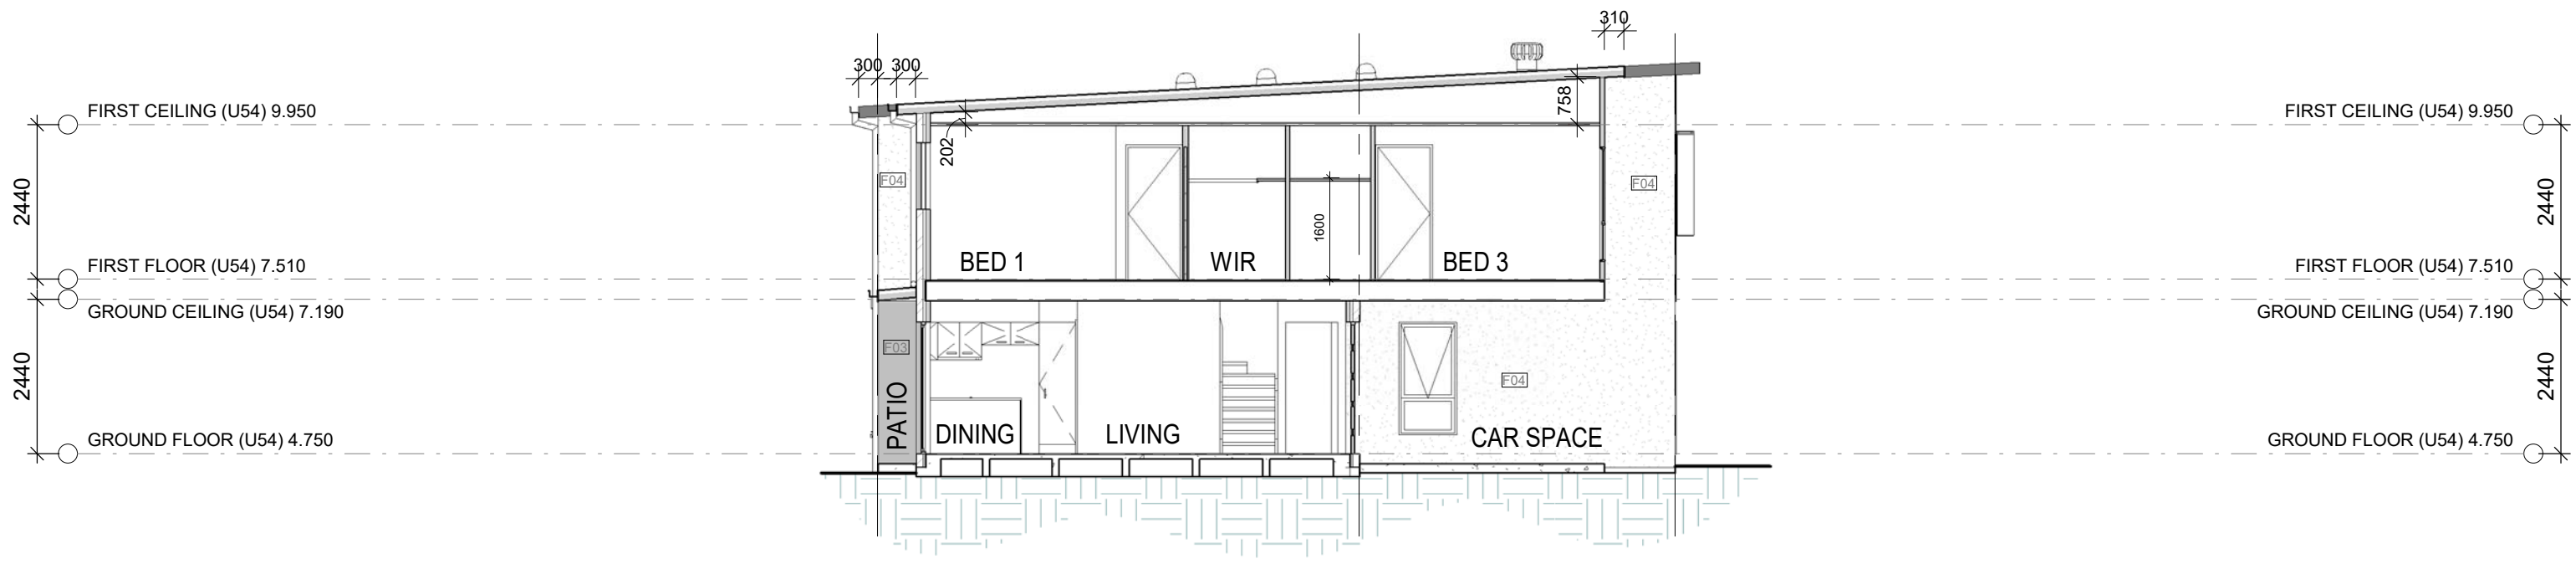 310
300 300
FIRST CEILING (U54) 9.950
FIRST CEILING (U54) 9.950
758
202
2440
F04
F04
2440
1600
BED 1
WIR
BED 3
FIRST FLOOR (U54) 7.510
FIRST FLOOR (U54) 7.510
GROUND CEILING (U54) 7.190
GROUND CEILING (U54) 7.190
F03
2440
F04
2440
PATIO
DINING
LIVING
CAR SPACE
GROUND FLOOR (U54) 4.750
GROUND FLOOR (U54) 4.750